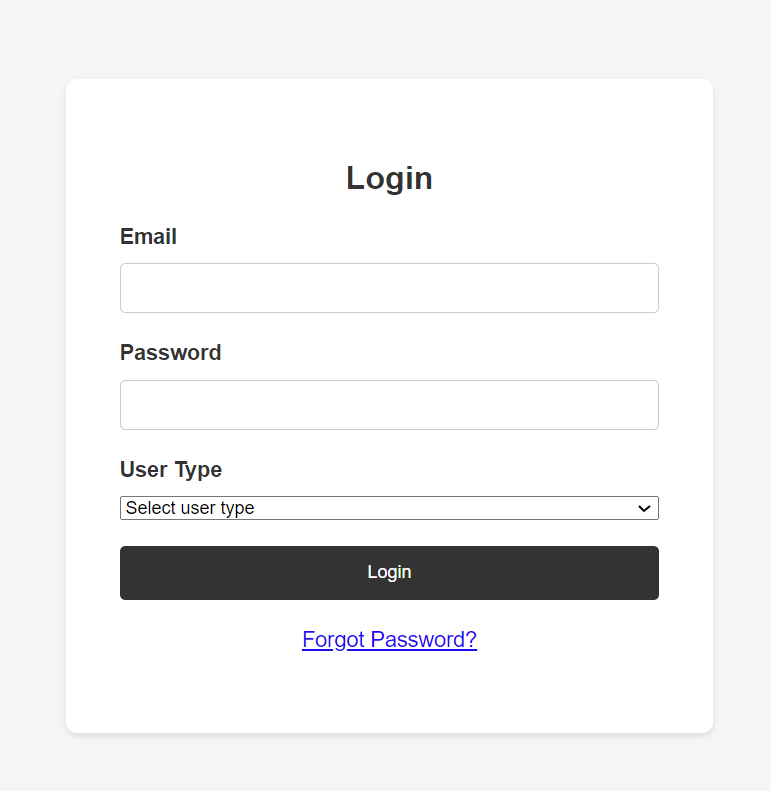 Login
Email
Password
User Type
Select user type
Login
Forgot Password?